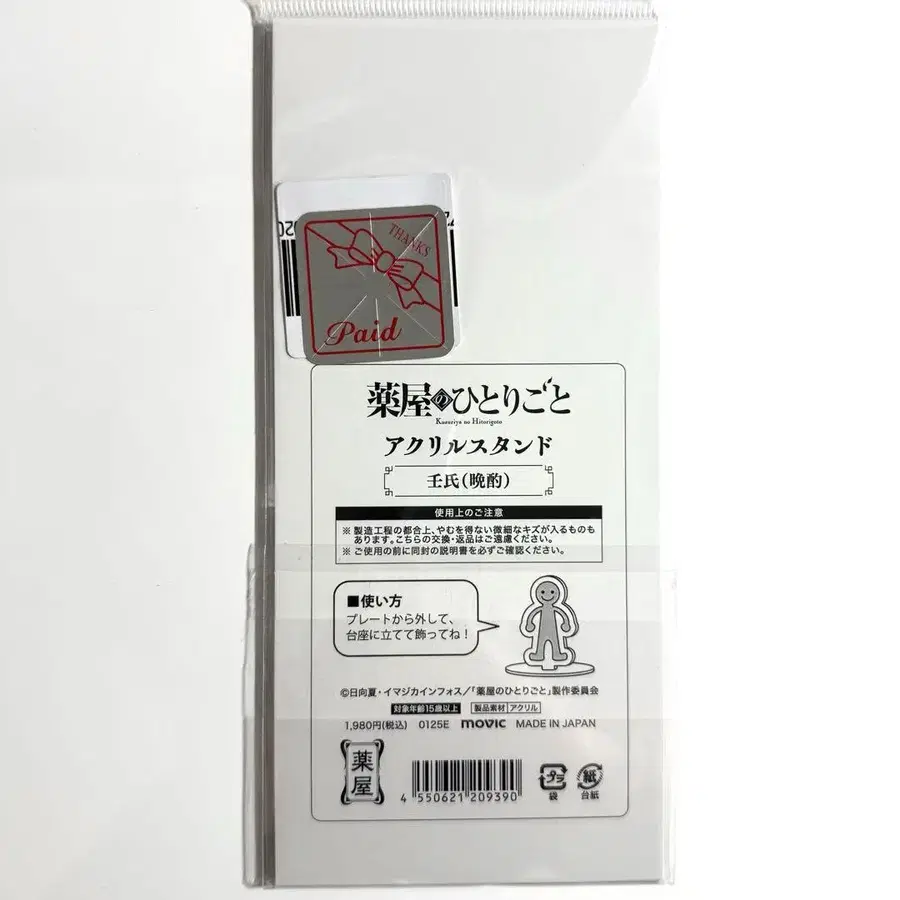 THANKS
Paid
薬屋のひとりごと
Kusuriya no Hitorigoto
アクリルスタンド
壬氏(晩酌)
使用上のご注意
※製造工程の都合上、やむを得ない微細なキズが入るものも
あります。こちらの交換・返品はご遠慮ください。
※ご使用の前に同封の説明書を必ずご確認ください。
■使い方
プレートから外して、
台座に立てて飾ってね!
©日向夏・イマジカインフォス/「薬屋のひとりごと」製作委員会
対象年齢15歳以上 製品素材 アクリル
1,980円(税込) 0125E movic MADE IN JAPAN
薬屋
4 550621 209390
プラ 紙
袋 台紙